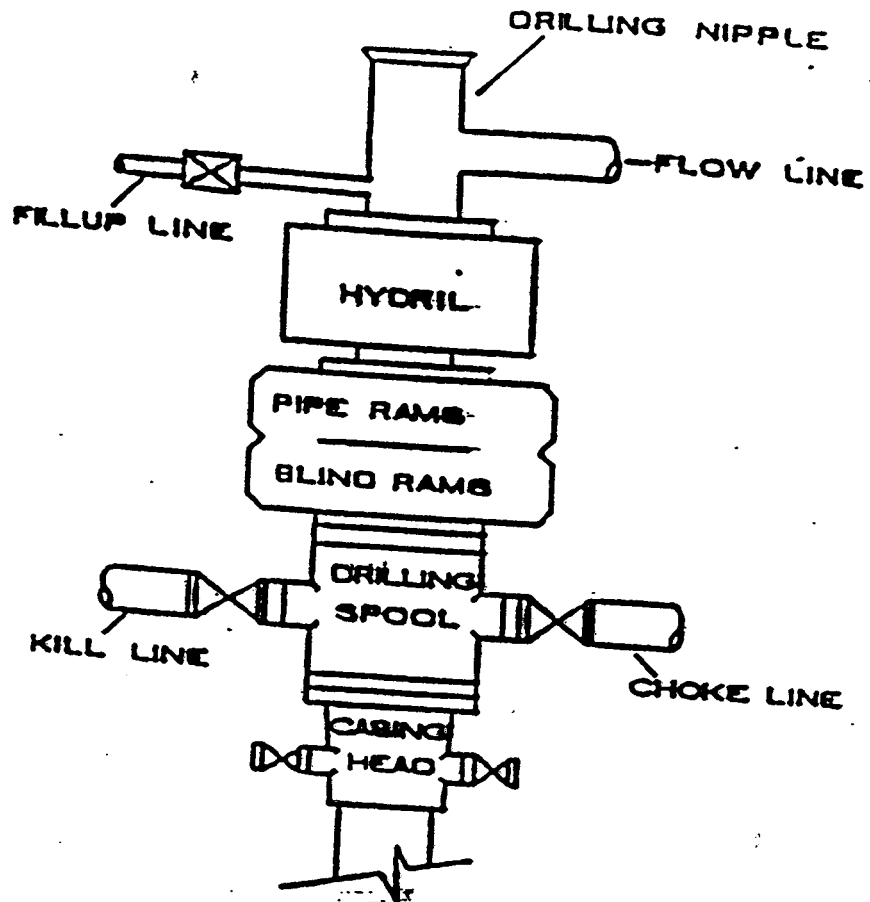 DRILLING NIPPLE
FLOW LINE
FILLUP LINE
HYDRIL
PIPE RAMS
BLIND RAMS
DRILLING
SPOOL
KILL LINE
CHOKE LINE
CASING
HEAD